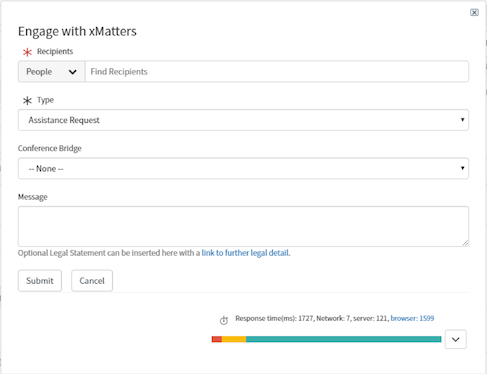 Engage with xMatters
Recipients
People Find Recipients
Type
Assistance Request
Conference Bridge
-- None --
Message
Optional Legal Statement can be inserted here with a link to further legal detail.
Submit Cancel
Response time(ms): 1727, Network: 7, server: 121, browser: 1599